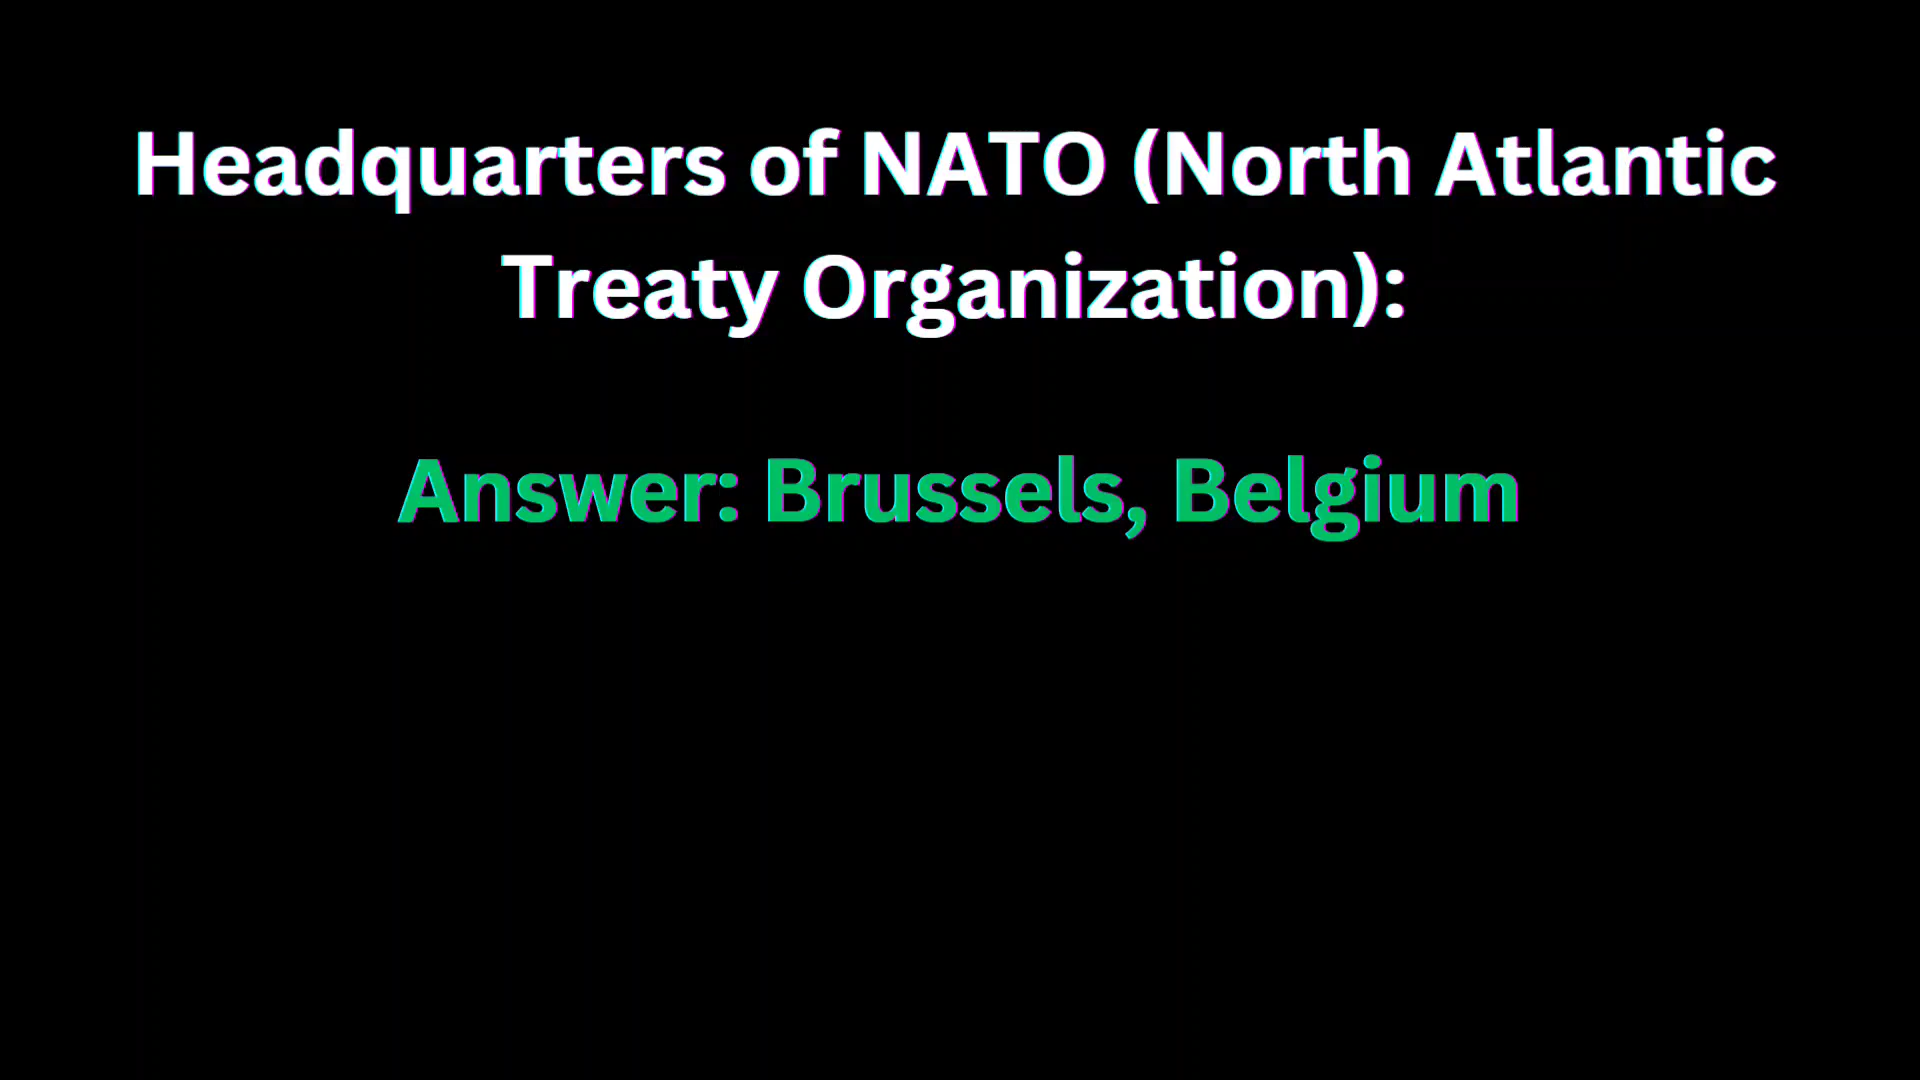 Headquarters of NATO (North Atlantic
Treaty Organization):
Answer: Brussels, Belgium